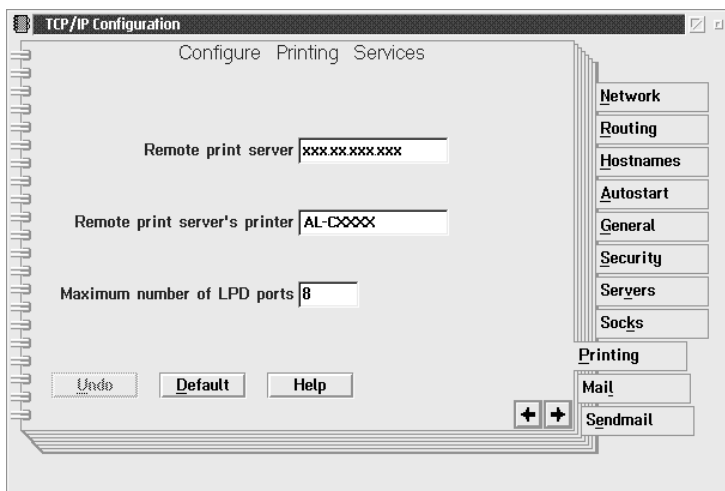 TCP/IP Configuration
Configure Printing Services
Remote print server xxx.xx.xxx.xxx
Remote print server's printer AL-CXXXX
Maximum number of LPD ports 8
Undo
Default
Help
Network
Routing
Hostnames
Autostart
General
Security
Servers
Socks
Printing
Mail
Sendmail